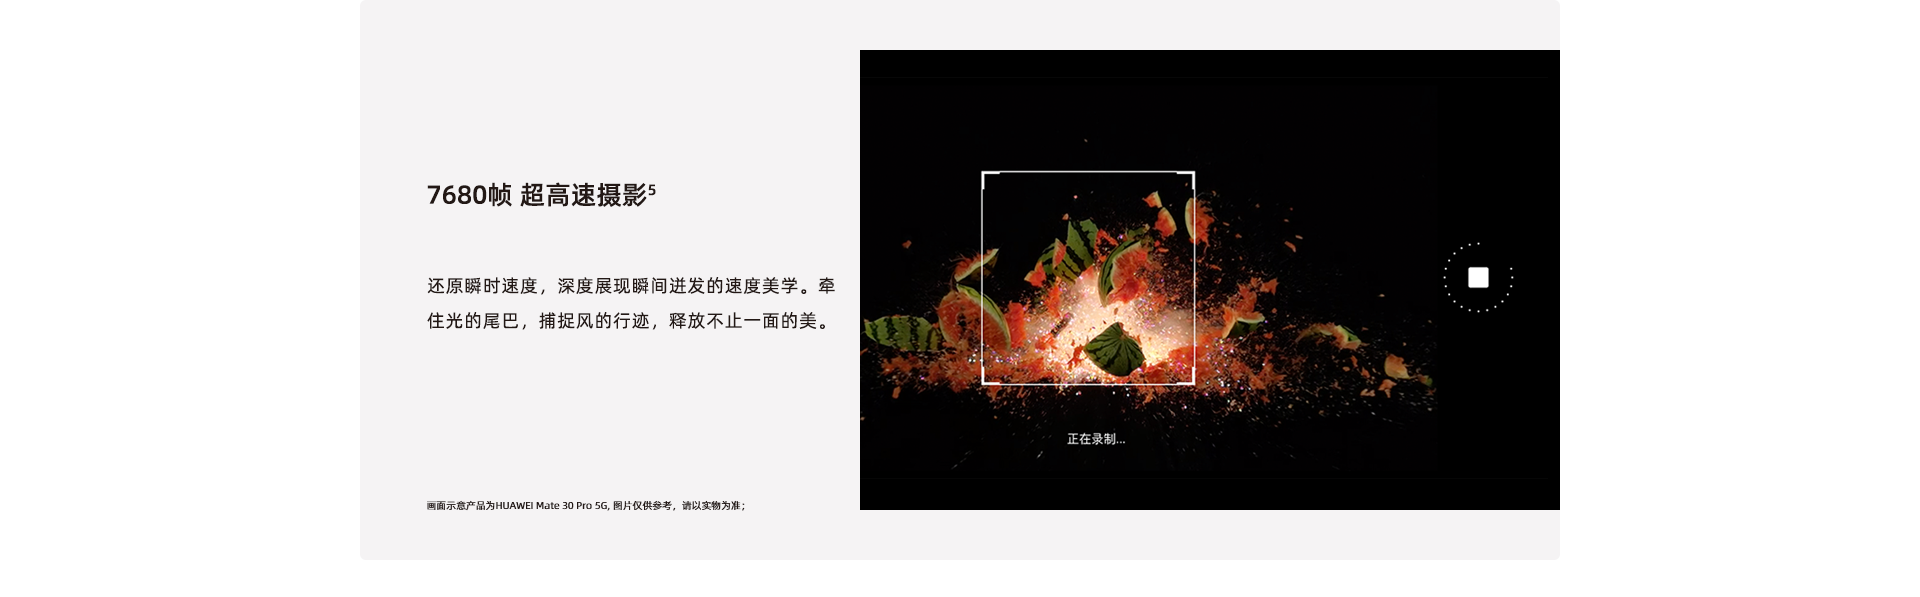 7680帧 超高速摄影⁵
还原瞬时速度，深度展现瞬间迸发的速度美学。牵
住光的尾巴，捕捉风的行迹，释放不止一面的美。
正在录制...
画面示意产品为HUAWEI Mate 30 Pro 5G, 图片仅供参考，请以实物为准；